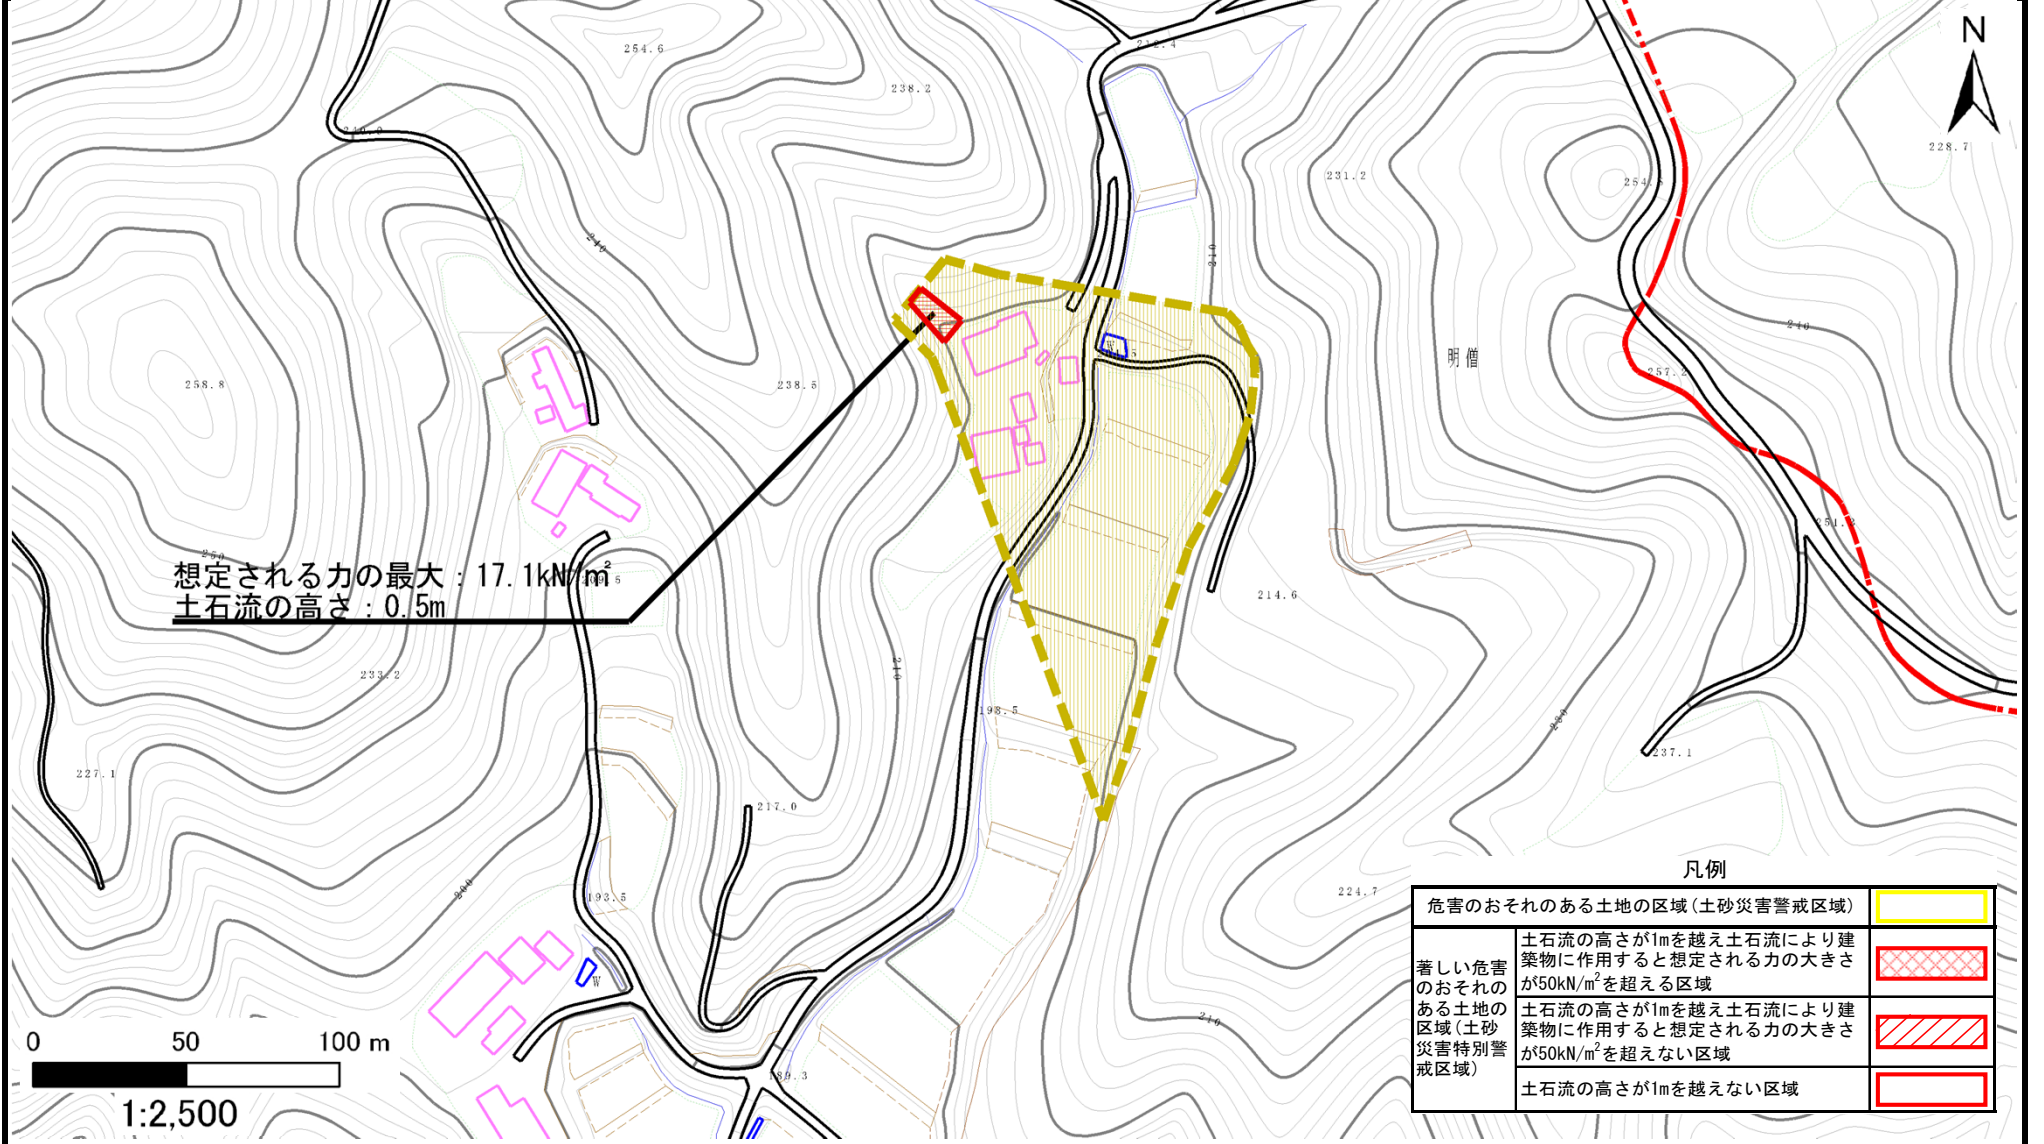 254.6
212.4
N
238.2
240.0
228.7
231.2
264.5
240
210
240
明僧
257.2
258.8
238.5
W
251.2
250
想定される力の最大：17.1kN/㎡
土石流の高さ：0.5m
209.6
214.6
233.2
210
198.5
230
237.1
227.1
217.0
200
193.5
224.7
W
210
189.3
0 50 100 m
1:2,500
凡例
危害のおそれのある土地の区域(土砂災害警戒区域)
著しい危害
のおそれの
ある土地の
区域(土砂
災害特別警
戒区域)
土石流の高さが1mを越え土石流により建
築物に作用すると想定される力の大きさ
が50kN/m²を超える区域
土石流の高さが1mを越え土石流により建
築物に作用すると想定される力の大きさ
が50kN/m²を超えない区域
土石流の高さが1mを越えない区域